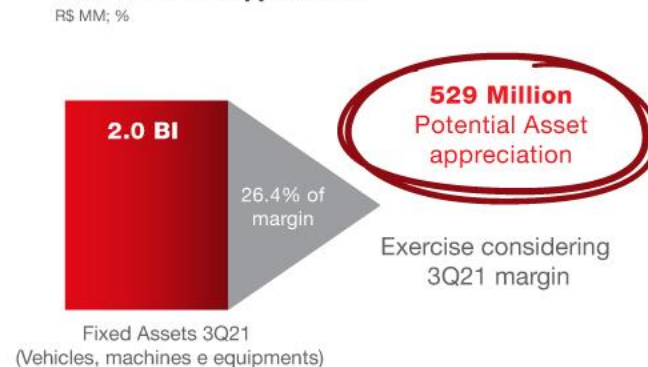 R$ MM; %
2.0 BI
26.4% of
margin
529 Million
Potential Asset
appreciation
Exercise considering
3Q21 margin
Fixed Assets 3Q21
(Vehicles, machines e equipments)